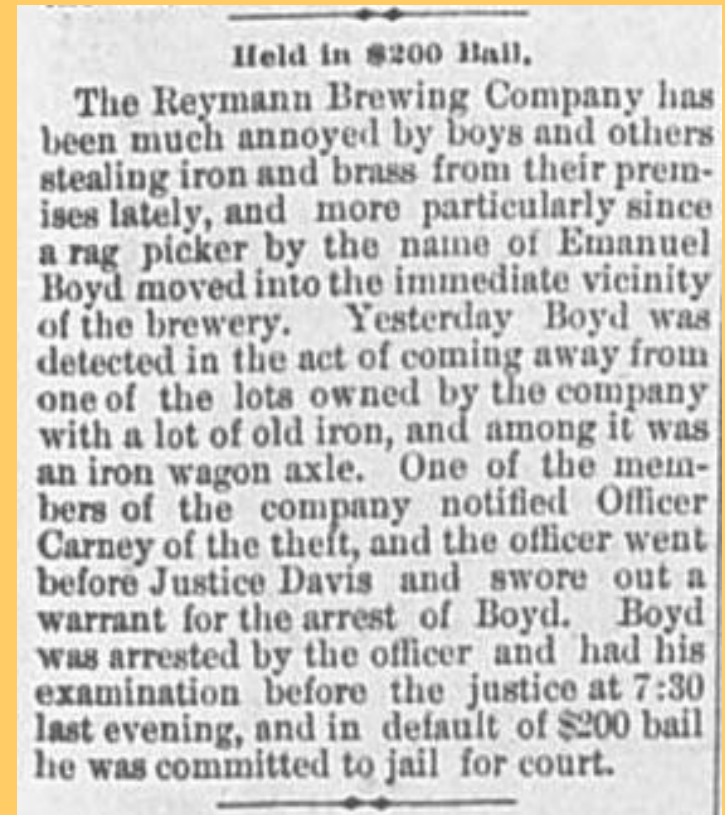 Held in $200 Bail.
The Reymann Brewing Company has
been much annoyed by boys and others
stealing iron and brass from their prem-
ises lately, and more particularly since
a rag picker by the name of Emanuel
Boyd moved into the immediate vicinity
of the brewery. Yesterday Boyd was
detected in the act of coming away from
one of the lots owned by the company
with a lot of old iron, and among it was
an iron wagon axle. One of the mem-
bers of the company notified Officer
Carney of the theft, and the officer went
before Justice Davis and swore out a
warrant for the arrest of Boyd. Boyd
was arrested by the officer and had his
examination before the justice at 7:30
last evening, and in default of $200 bail
he was committed to jail for court.